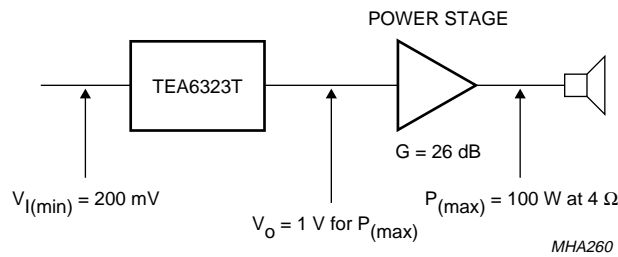 POWER STAGE
TEA6323T
G = 26 dB
V_I(min) = 200 mV
P_(max) = 100 W at 4 Ω
V_o = 1 V for P_(max)
MHA260